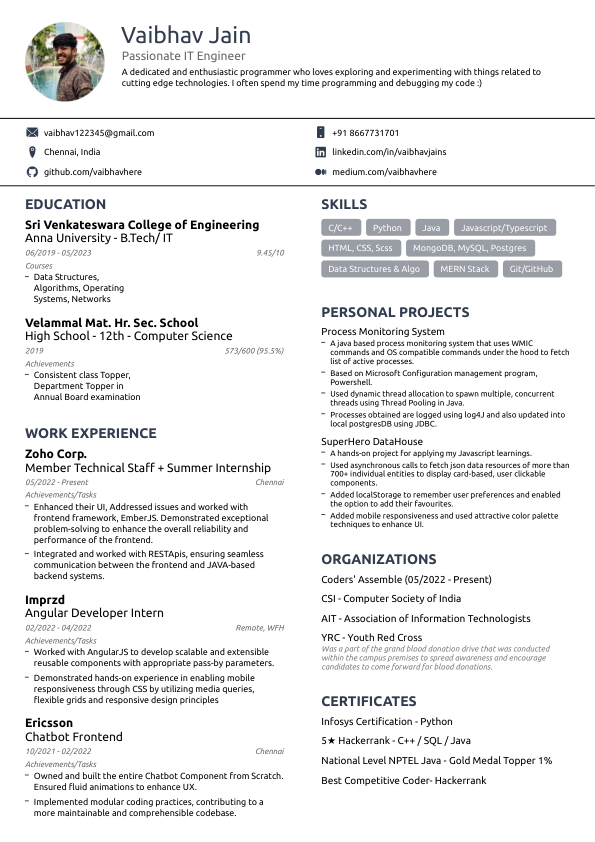 Vaibhav Jain
Passionate IT Engineer
A dedicated and enthusiastic programmer who loves exploring and experimenting with things related to
cutting edge technologies. I often spend my time programming and debugging my code :)
vaibhav122345@gmail.com
+91 8667731701
Chennai, India
linkedin.com/in/vaibhavjains
github.com/vaibhavhere
medium.com/vaibhavhere
EDUCATION
Sri Venkateswara College of Engineering
Anna University - B.Tech/ IT
06/2019 - 05/2023 9.45/10
Courses
– Data Structures,
Algorithms, Operating
Systems, Networks
Velammal Mat. Hr. Sec. School
High School - 12th - Computer Science
2019 573/600 (95.5%)
Achievements
– Consistent class Topper,
Department Topper in
Annual Board examination
WORK EXPERIENCE
Zoho Corp.
Member Technical Staff + Summer Internship
05/2022 - Present Chennai
Achievements/Tasks
– Enhanced their UI, Addressed issues and worked with
frontend framework, EmberJS. Demonstrated exceptional
problem-solving to enhance the overall reliability and
performance of the frontend.
– Integrated and worked with RESTApis, ensuring seamless
communication between the frontend and JAVA-based
backend systems.
Imprzd
Angular Developer Intern
02/2022 - 04/2022 Remote, WFH
Achievements/Tasks
– Worked with AngularJS to develop scalable and extensible
reusable components with appropriate pass-by parameters.
– Demonstrated hands-on experience in enabling mobile
responsiveness through CSS by utilizing media queries,
flexible grids and responsive design principles
Ericsson
Chatbot Frontend
10/2021 - 02/2022 Chennai
Achievements/Tasks
– Owned and built the entire Chatbot Component from Scratch.
Ensured fluid animations to enhance UX.
– Implemented modular coding practices, contributing to a
more maintainable and comprehensible codebase.
SKILLS
C/C++ Python Java Javascript/Typescript
HTML, CSS, Scss MongoDB, MySQL, Postgres
Data Structures & Algo MERN Stack Git/GitHub
PERSONAL PROJECTS
Process Monitoring System
– A java based process monitoring system that uses WMIC
commands and OS compatible commands under the hood to fetch
list of active processes.
– Based on Microsoft Configuration management program,
Powershell.
– Used dynamic thread allocation to spawn multiple, concurrent
threads using Thread Pooling in Java.
– Processes obtained are logged using log4J and also updated into
local postgresDB using JDBC.
SuperHero DataHouse
– A hands-on project for applying my Javascript learnings.
– Used asynchronous calls to fetch json data resources of more than
700+ individual entities to display card-based, user clickable
components.
– Added localStorage to remember user preferences and enabled
the option to add their favourites.
– Added mobile responsiveness and used attractive color palette
techniques to enhance UI.
ORGANIZATIONS
Coders' Assemble (05/2022 - Present)
CSI - Computer Society of India
AIT - Association of Information Technologists
YRC - Youth Red Cross
Was a part of the grand blood donation drive that was conducted
within the campus premises to spread awareness and encourage
candidates to come forward for blood donations.
CERTIFICATES
Infosys Certification - Python
5★ Hackerrank - C++ / SQL / Java
National Level NPTEL Java - Gold Medal Topper 1%
Best Competitive Coder- Hackerrank